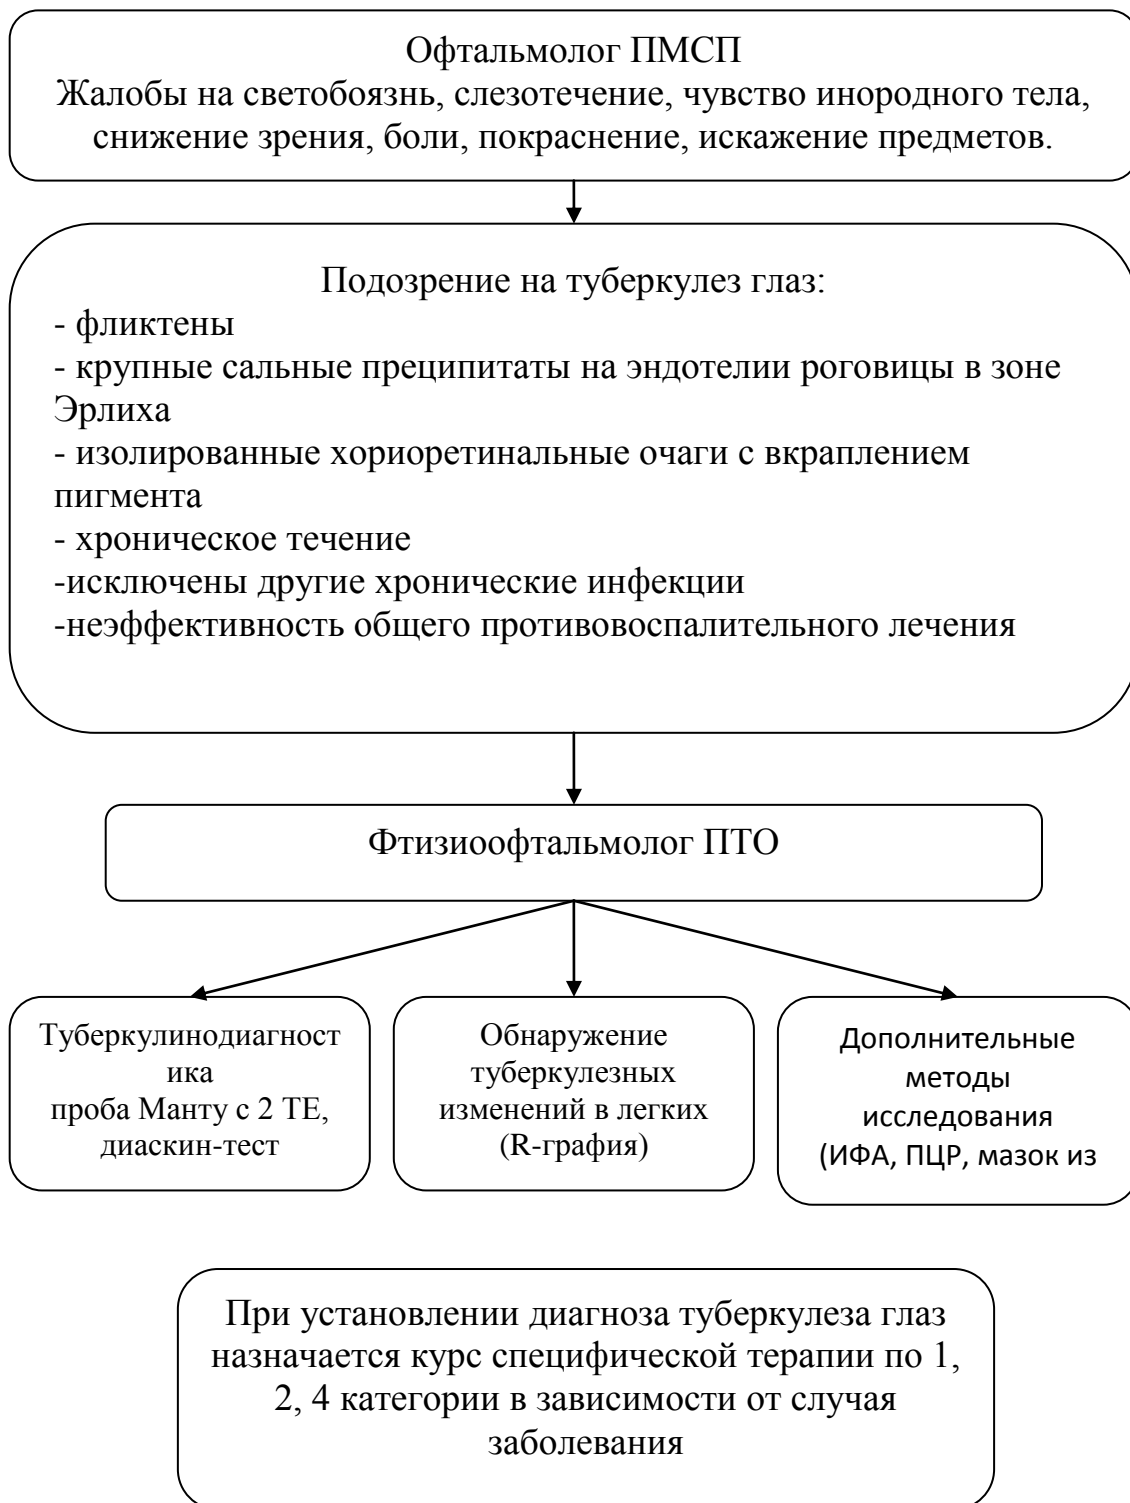 Офтальмолог ПМСП
Жалобы на светобоязнь, слезотечение, чувство инородного тела,
снижение зрения, боли, покраснение, искажение предметов.
Подозрение на туберкулез глаз:
- фликтены
- крупные сальные преципитаты на эндотелии роговицы в зоне
Эрлиха
- изолированные хориоретинальные очаги с вкраплением
пигмента
- хроническое течение
-исключены другие хронические инфекции
-неэффективность общего противовоспалительного лечения
Фтизиоофтальмолог ПТО
Туберкулинодиагност
ика
проба Манту с 2 ТЕ,
диаскин-тест
Обнаружение
туберкулезных
изменений в легких
(R-графия)
Дополнительные
методы
исследования
(ИФА, ПЦР, мазок из
При установлении диагноза туберкулеза глаз
назначается курс специфической терапии по 1,
2, 4 категории в зависимости от случая
заболевания